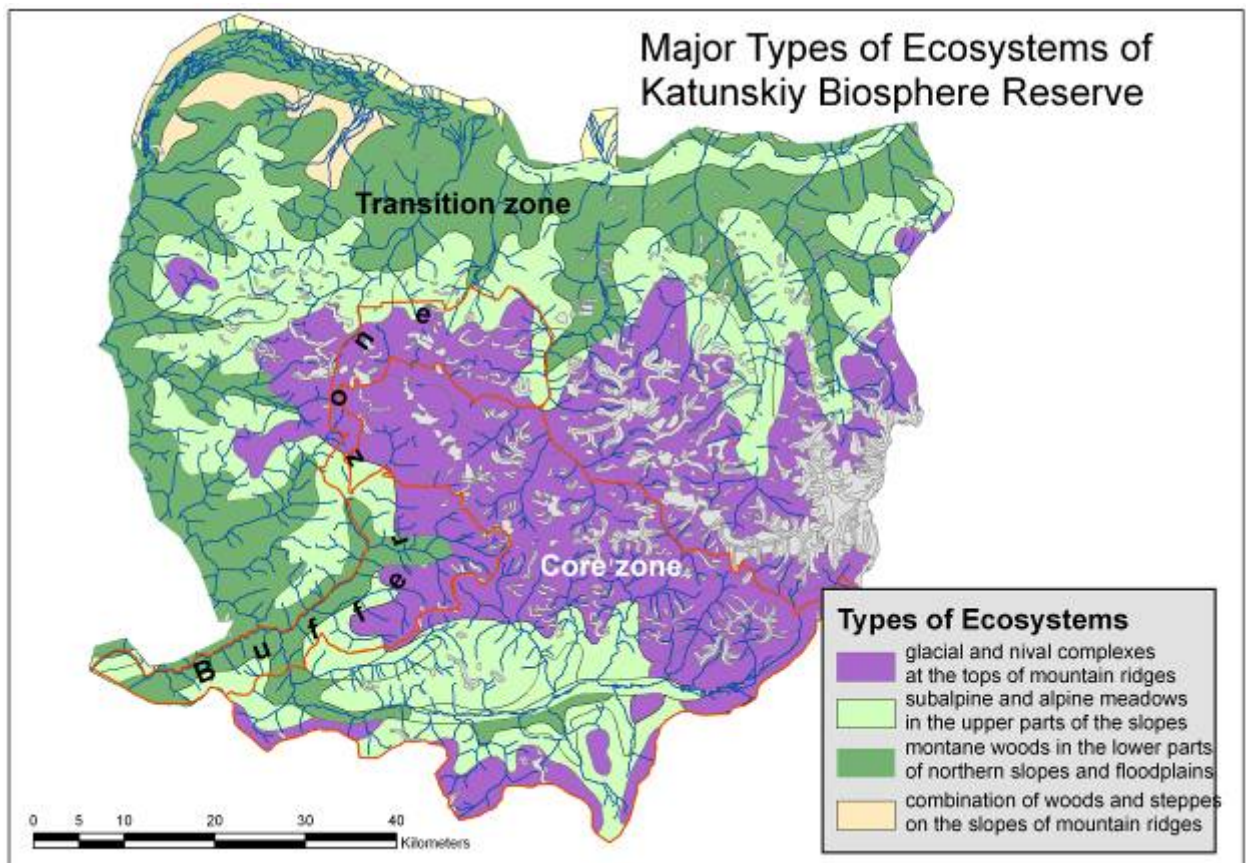 Major Types of Ecosystems of
Katunskiy Biosphere Reserve
Transition zone
Buffer zone
Core zone
Types of Ecosystems
glacial and nival complexes
at the tops of mountain ridges
subalpine and alpine meadows
in the upper parts of the slopes
montane woods in the lower parts
of northern slopes and floodplains
combination of woods and steppes
on the slopes of mountain ridges
0 5 10 20 30 40
Kilometers